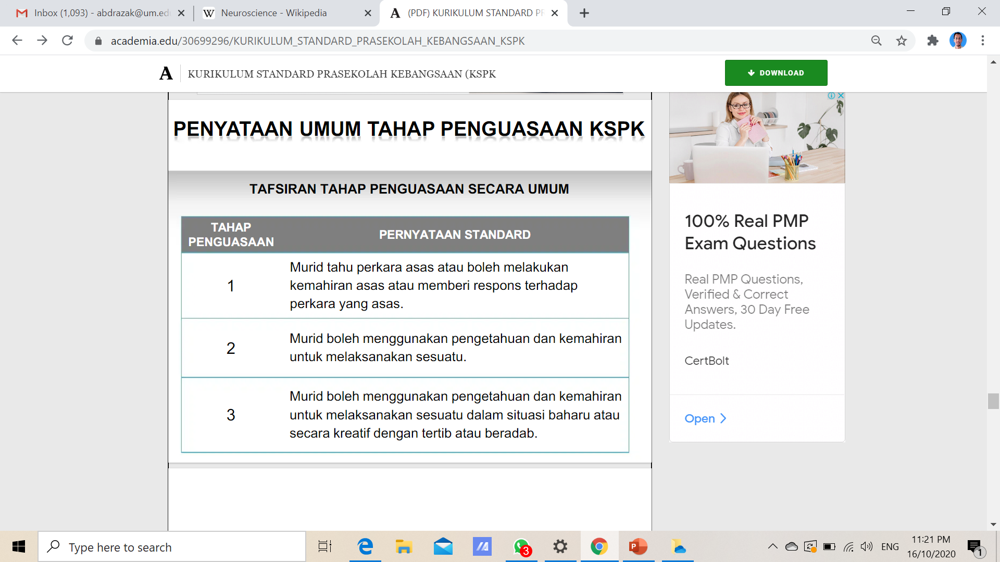 Inbox (1,093) - abdrazak@um.ed
Neuroscience - Wikipedia
(PDF) KURIKULUM STANDARD PR
academia.edu/30699296/KURIKULUM_STANDARD_PRASEKOLAH_KEBANGSAAN_KSPK
A KURIKULUM STANDARD PRASEKOLAH KEBANGSAAN (KSPK
DOWNLOAD
PENYATAAN UMUM TAHAP PENGUASAAN KSPK
TAFSIRAN TAHAP PENGUASAAN SECARA UMUM
TAHAP
PENGUASAAN
PERNYATAAN STANDARD
1
Murid tahu perkara asas atau boleh melakukan
kemahiran asas atau memberi respons terhadap
perkara yang asas.
2
Murid boleh menggunakan pengetahuan dan kemahiran
untuk melaksanakan sesuatu.
3
Murid boleh menggunakan pengetahuan dan kemahiran
untuk melaksanakan sesuatu dalam situasi baharu atau
secara kreatif dengan tertib atau beradab.
100% Real PMP
Exam Questions
Real PMP Questions,
Verified & Correct
Answers, 30 Day Free
Updates.
CertBolt
Open
Type here to search
3
ENG
11:21 PM
16/10/2020
1